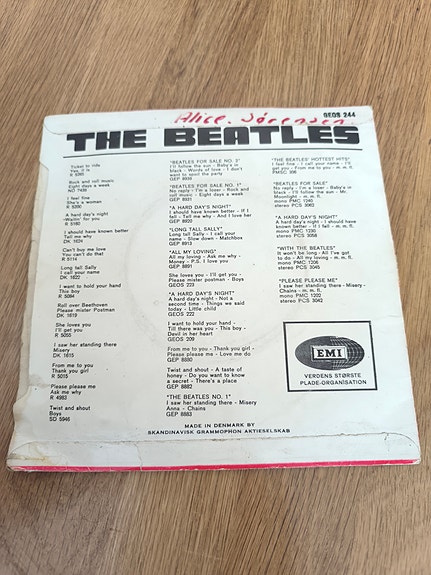 GEOS 244
Alice Sørensen
THE BEATLES
Ticket to ride
Yes, it is
R 5265
Rock and roll music
Eight days a week
ND 7456
I feel fine
She's a woman
R 5200
A hard day's night
-Waitin' for you
R 5160
I should have known better
Tell me why
DK 1624
Can't buy me love
You can't do that
R 5114
Long tall Sally
I call your name
DK 1622
I want to hold your hand
This boy
R 5084
Roll over Beethoven
Please mister Postman
DK 1619
She loves you
I'll get you
R 5055
I saw her standing there
Misery
DK 1615
From me to you
Thank you girl
R 5015
Please please me
Ask me why
R 4983
Twist and shout
Boys
SD 5946
"BEATLES FOR SALE NO. 2"
I'll follow the sun - Baby's in
black - Words of love - I don't
want to spoil the party
GEP 8938
"BEATLES FOR SALE NO. 1"
No reply - I'm a loser - Rock and
roll music - Eight days a week
GEP 8931
"A HARD DAY'S NIGHT"
I should have known better - If I
fell - Tell me why - And I love her
GEP 8920
"LONG TALL SALLY"
Long tall Sally - I call your
name - Slow down - Matchbox
GEP 8913
"ALL MY LOVING"
All my loving - Ask me why -
Money - P.S. I love you
GEP 8891
She loves you - I'll get you -
Please mister postman - Boys
GEOS 223
"A HARD DAY'S NIGHT"
A hard day's night - Not a
second time - Things we said
today - Little child
GEOS 222
I want to hold your hand -
Till there was you - This boy -
Devil in her heart
GEOS 209
From me to you - Thank you girl -
Please please me - Love me do
GEP 8880
Twist and shout - A taste of
honey - Do you want to know
a secret - There's a place
GEP 8882
"THE BEATLES NO. 1"
I saw her standing there - Misery
Anna - Chains
GEP 8883
"THE BEATLES' HOTTEST HITS"
I feel fine - I call your name - I'll
get you - From me to you - m. m. fl.
PMSC 306
"BEATLES FOR SALE"
No reply - I'm a loser - Baby's in
black - I'll follow the sun - Mr.
Moonlight - m. m. fl.
mono PMC 1240
stereo PCS 3062
"A HARD DAY'S NIGHT"
A hard day's night - I should
have known better - I'll
mono PMC 1230
stereo PCS 3058
"WITH THE BEATLES"
It won't be long - All I've got
to do - All my loving - m. m. fl.
mono PMC 1206
stereo PCS 3045
"PLEASE PLEASE ME"
I saw her standing there - Misery -
Chains - m. m. fl.
mono PMC 1202
stereo PCS 3042
EMI
VERDENS STØRSTE
PLADE-ORGANISATION
MADE IN DENMARK BY
SKANDINAVISK GRAMMOPHON AKTIESELSKAB